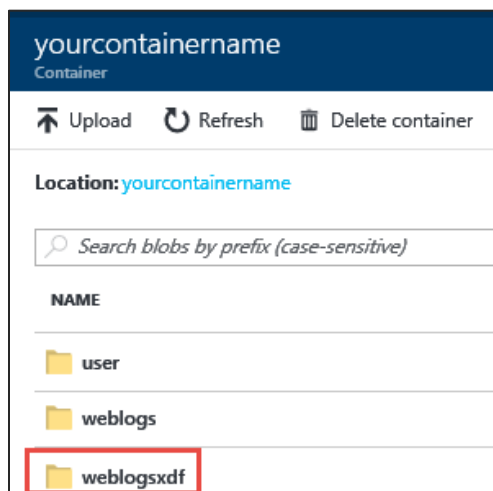 yourcontainername
Container
Upload Refresh Delete container
Location: yourcontainername
Search blobs by prefix (case-sensitive)
NAME
user
weblogs
weblogsxdf